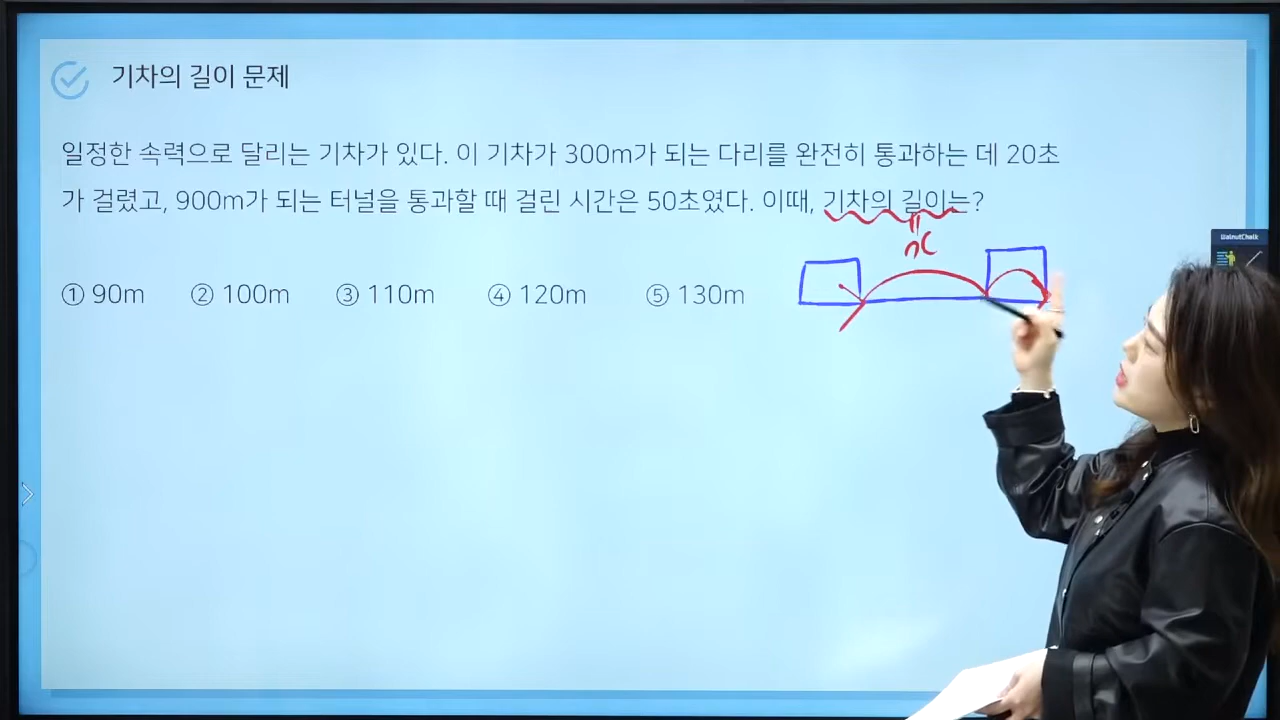 기차의 길이 문제
일정한 속력으로 달리는 기차가 있다. 이 기차가 300m가 되는 다리를 완전히 통과하는 데 20초
가 걸렸고, 900m가 되는 터널을 통과할 때 걸린 시간은 50초였다. 이때, 기차의 길이는?
x
① 90m ② 100m ③ 110m ④ 120m ⑤ 130m
WalnutChalk